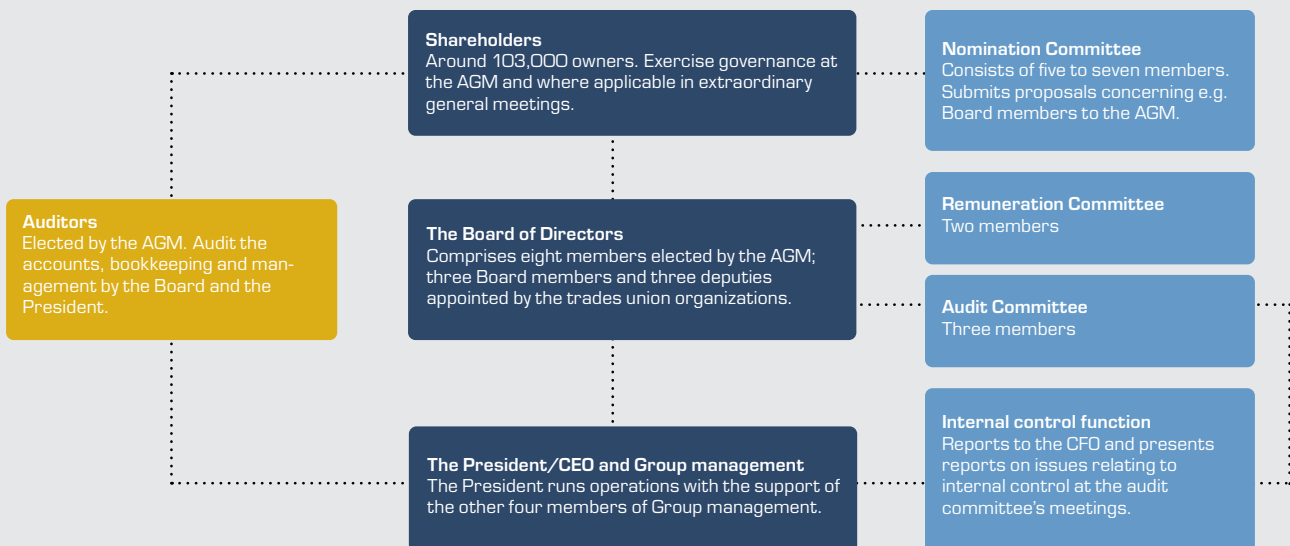 Shareholders
Around 103,000 owners. Exercise governance at
the AGM and where applicable in extraordinary
general meetings.
Nomination Committee
Consists of five to seven members.
Submits proposals concerning e.g.
Board members to the AGM.
Auditors
Elected by the AGM. Audit the
accounts, bookkeeping and man-
agement by the Board and the
President.
The Board of Directors
Comprises eight members elected by the AGM;
three Board members and three deputies
appointed by the trades union organizations.
Remuneration Committee
Two members
Audit Committee
Three members
The President/CEO and Group management
The President runs operations with the support of
the other four members of Group management.
Internal control function
Reports to the CFO and presents
reports on issues relating to
internal control at the audit
committee's meetings.